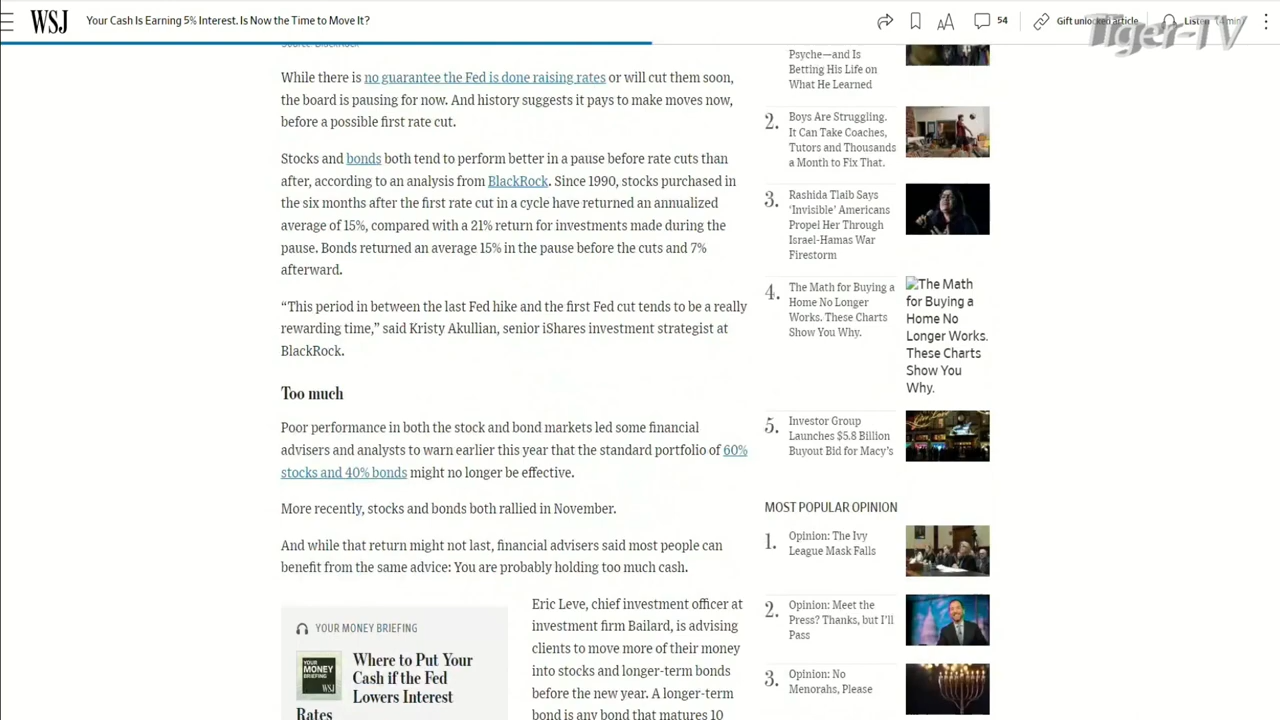 WSJ
Your Cash Is Earning 5% Interest. Is Now the Time to Move It?
54
Gift unlocked article
Listen (4 min)
Tiger-TV
While there is no guarantee the Fed is done raising rates or will cut them soon,
the board is pausing for now. And history suggests it pays to make moves now,
before a possible first rate cut.
Stocks and bonds both tend to perform better in a pause before rate cuts than
after, according to an analysis from BlackRock. Since 1990, stocks purchased in
the six months after the first rate cut in a cycle have returned an annualized
average of 15%, compared with a 21% return for investments made during the
pause. Bonds returned an average 15% in the pause before the cuts and 7%
afterward.
“This period in between the last Fed hike and the first Fed cut tends to be a really
rewarding time,” said Kristy Akullian, senior iShares investment strategist at
BlackRock.
Too much
Poor performance in both the stock and bond markets led some financial
advisers and analysts to warn earlier this year that the standard portfolio of 60%
stocks and 40% bonds might no longer be effective.
More recently, stocks and bonds both rallied in November.
And while that return might not last, financial advisers said most people can
benefit from the same advice: You are probably holding too much cash.
YOUR MONEY BRIEFING
YOUR
MONEY
BRIEFING
WSJ
Where to Put Your
Cash if the Fed
Lowers Interest
Rates
Eric Leve, chief investment officer at
investment firm Bailard, is advising
clients to move more of their money
into stocks and longer-term bonds
before the new year. A longer-term
bond is any bond that matures 10
Psyche—and Is
Betting His Life on
What He Learned
2.
Boys Are Struggling.
It Can Take Coaches,
Tutors and Thousands
a Month to Fix That.
3.
Rashida Tlaib Says
‘Invisible’ Americans
Propel Her Through
Israel-Hamas War
Firestorm
4.
The Math for Buying a
Home No Longer
Works. These Charts
Show You Why.
The Math
for Buying a
Home No
Longer
Works.
These Charts
Show You
Why.
5.
Investor Group
Launches $5.8 Billion
Buyout Bid for Macy’s
MOST POPULAR OPINION
1.
Opinion: The Ivy
League Mask Falls
2.
Opinion: Meet the
Press? Thanks, but I’ll
Pass
3.
Opinion: No
Menorahs, Please